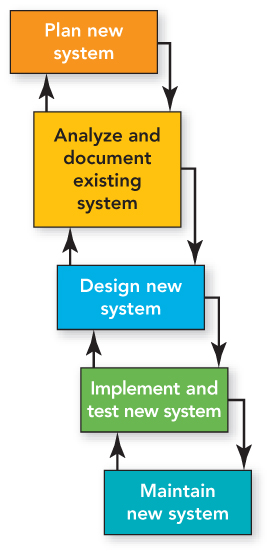 Plan new
system
Analyze and
document
existing
system
Design new
system
Implement and
test new system
Maintain
new system